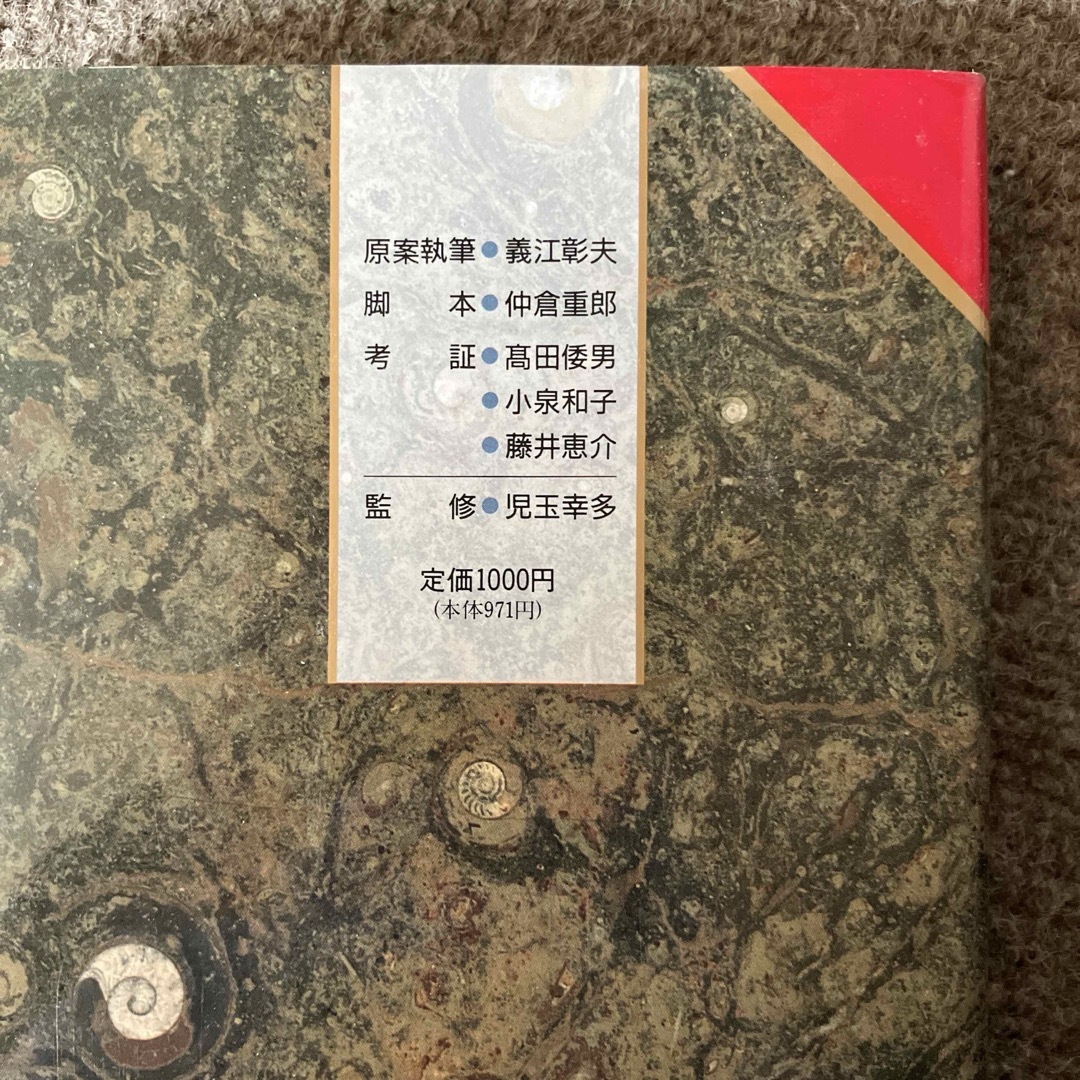 原案執筆●義江彰夫
脚本●仲倉重郎
考証●髙田倭男
●小泉和子
●藤井恵介
監修●児玉幸多
定価1000円
(本体971円)